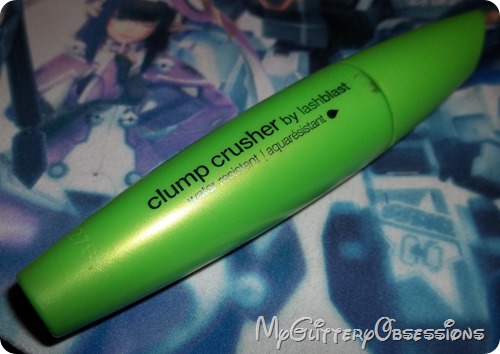 clump crusher by lashblast
water resistant | aquarésistant
MyGlitteryObsessions